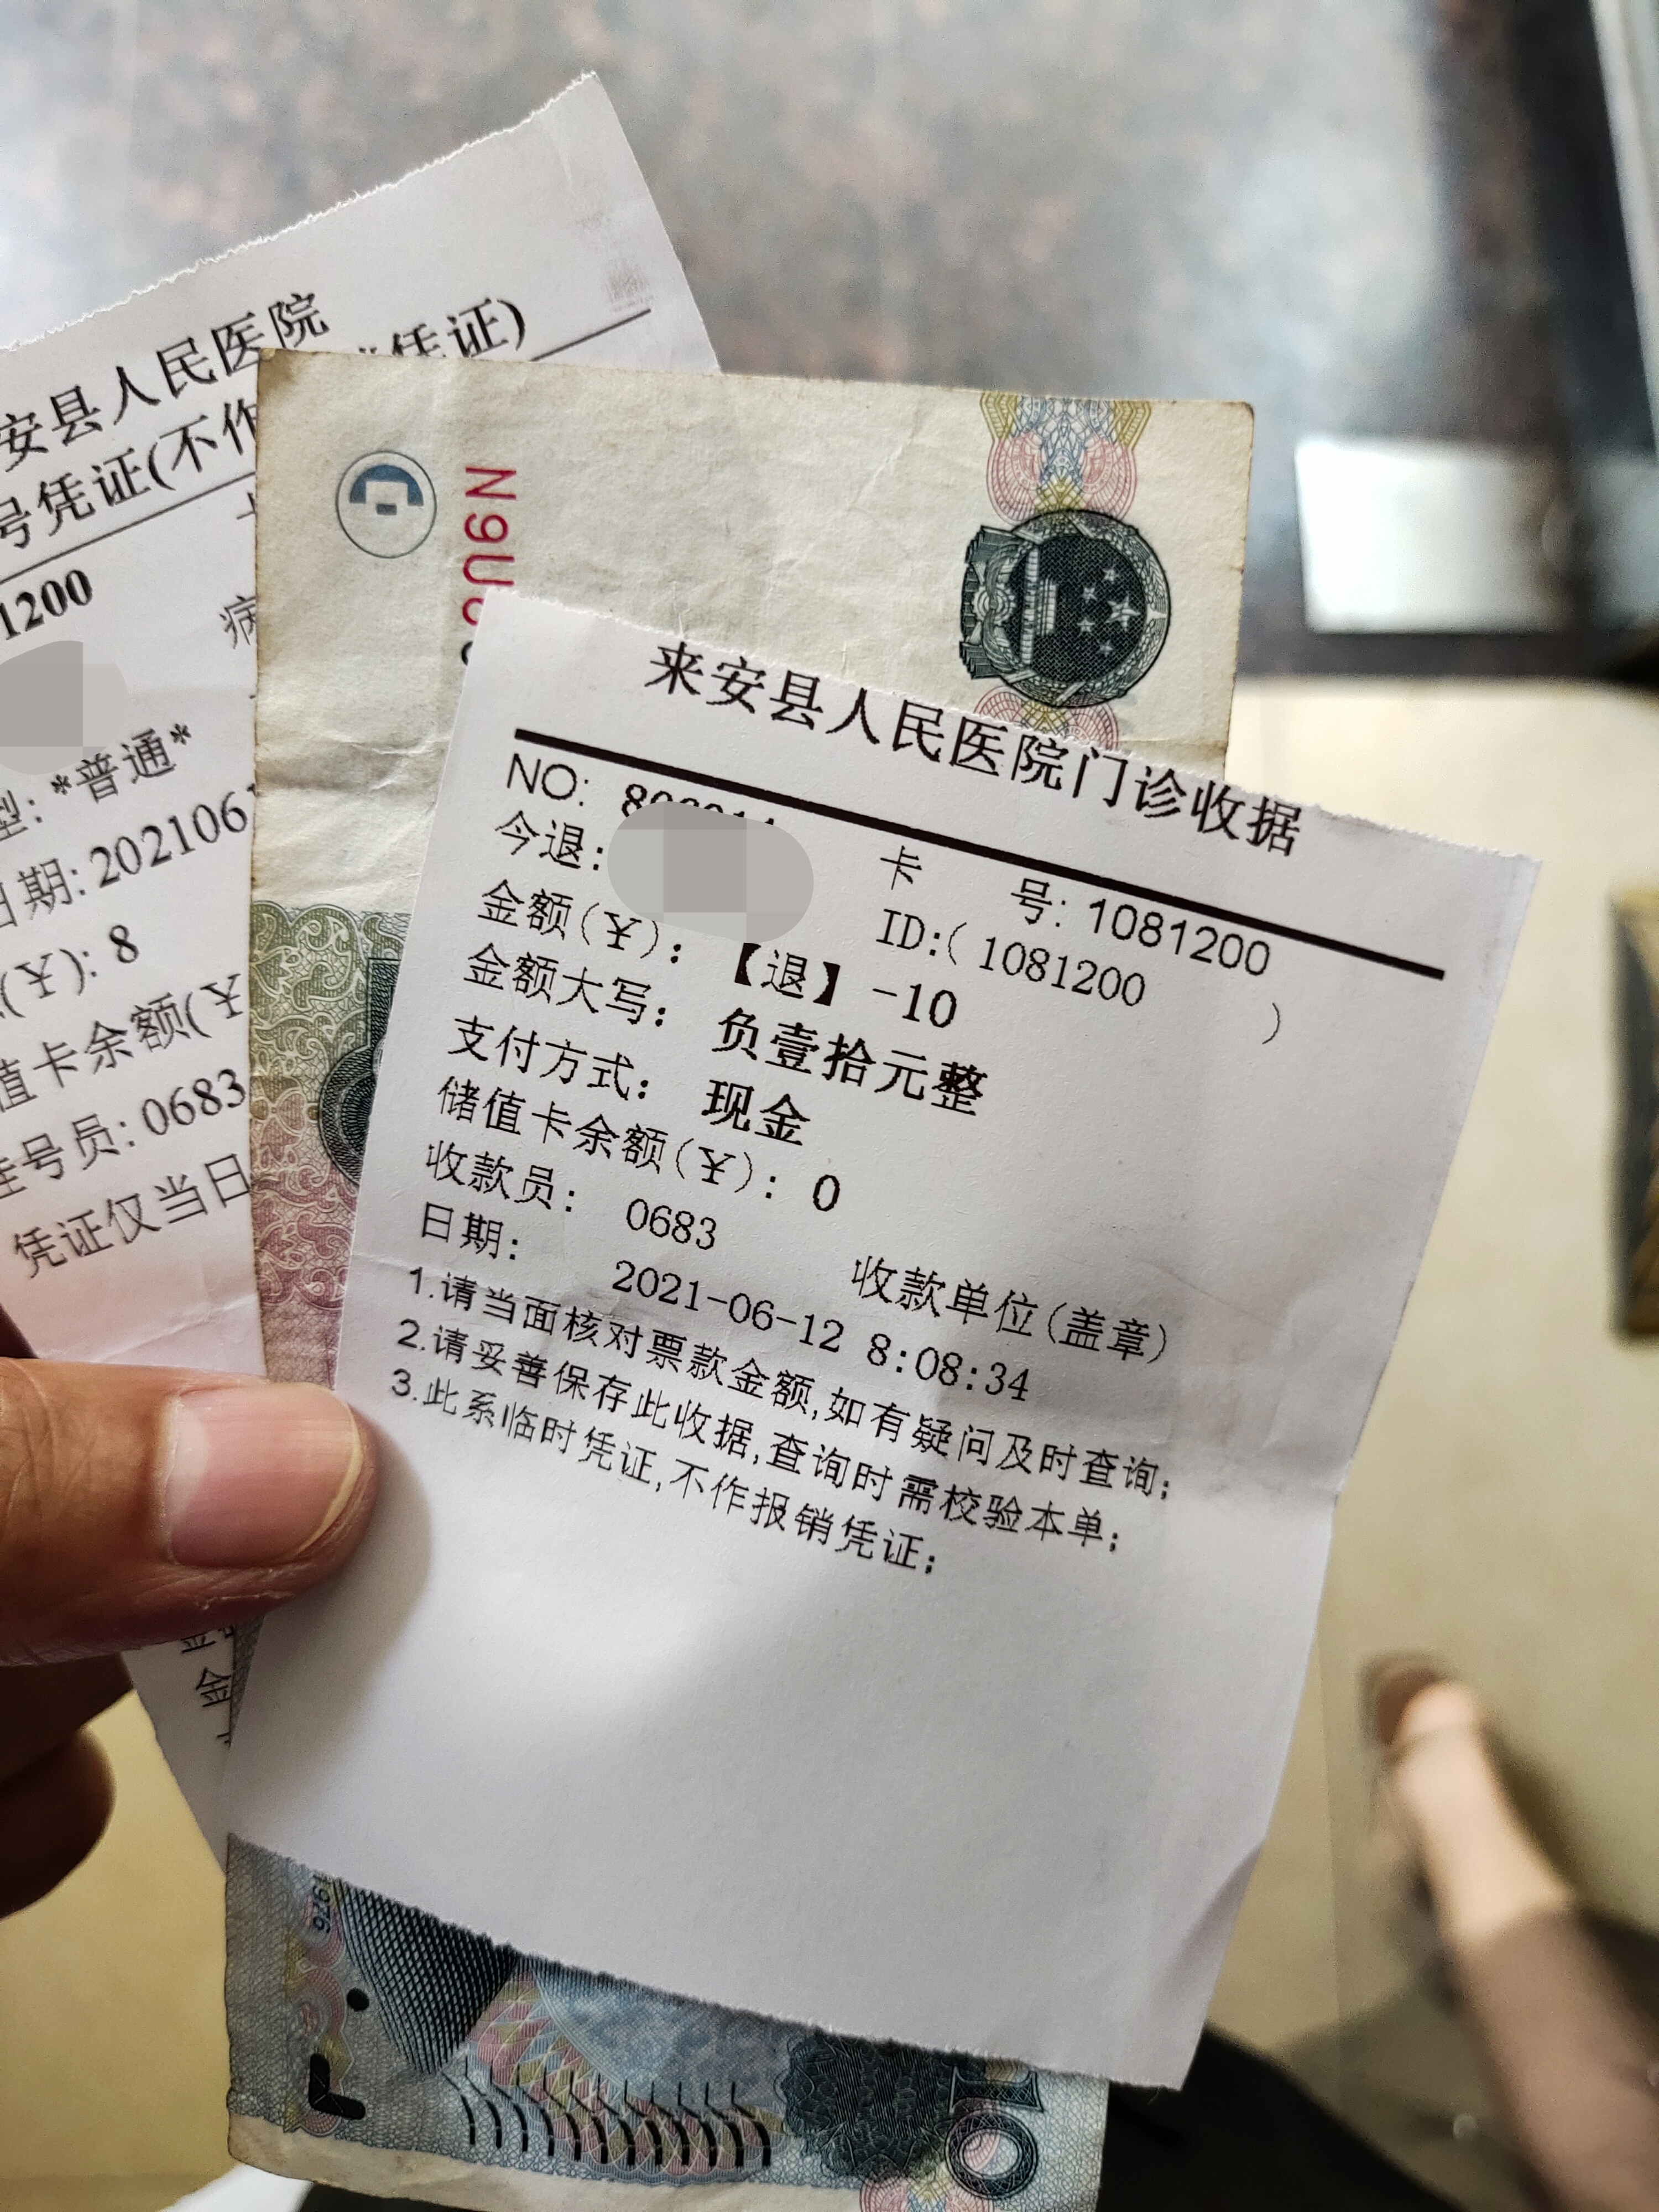 安县人民医院
号凭证(不作
凭证)
1200
病
型: *普通*
日期: 2021061
(¥): 8
值卡余额(¥
挂号员: 0683
凭证仅当日
金
N9U
来安县人民医院门诊收据
NO:
卡 号: 1081200
今退:
ID:( 1081200 )
金额(¥): 【退】 -10
金额大写: 负壹拾元整
支付方式: 现金
储值卡余额(¥): 0
收款员: 0683 收款单位(盖章)
日期: 2021-06-12 8:08:34
1.请当面核对票款金额,如有疑问及时查询;
2.请妥善保存此收据,查询时需校验本单;
3.此系临时凭证,不作报销凭证;
10